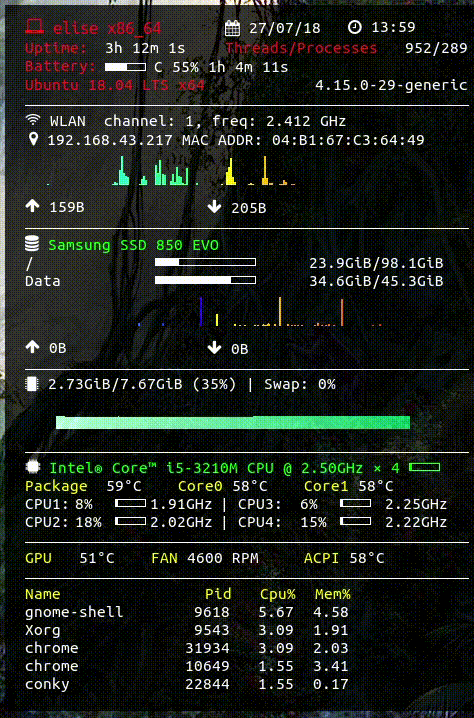 elise x86_64 27/07/18 13:59
Uptime: 3h 12m 1s Threads/Processes 952/289
Battery: C 55% 1h 4m 11s
Ubuntu 18.04 LTS x64 4.15.0-29-generic
WLAN channel: 1, freq: 2.412 GHz
192.168.43.217 MAC ADDR: 04:B1:67:C3:64:49
159B 205B
Samsung SSD 850 EVO
/ 23.9GiB/98.1GiB
Data 34.6GiB/45.3GiB
0B 0B
2.73GiB/7.67GiB (35%) | Swap: 0%
Intel® Core™ i5-3210M CPU @ 2.50GHz × 4
Package 59°C Core0 58°C Core1 58°C
CPU1: 8% 1.91GHz | CPU3: 6% 2.25GHz
CPU2: 18% 2.02GHz | CPU4: 15% 2.22GHz
GPU 51°C FAN 4600 RPM ACPI 58°C
Name Pid Cpu% Mem%
gnome-shell 9618 5.67 4.58
Xorg 9543 3.09 1.91
chrome 31934 3.09 2.03
chrome 10649 1.55 3.41
conky 22844 1.55 0.17